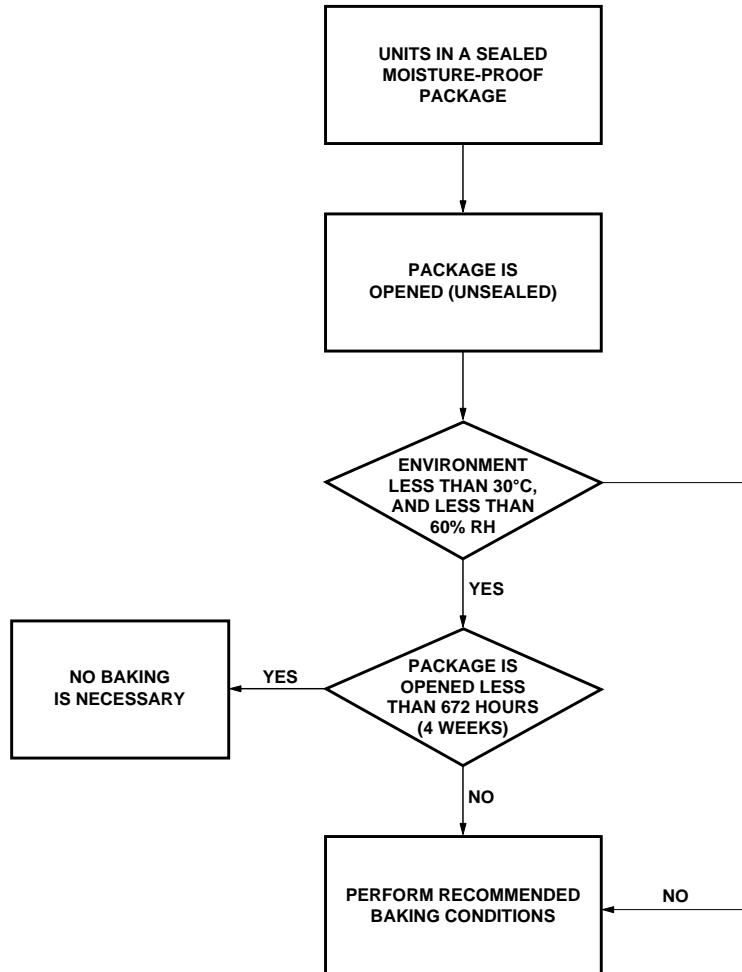 UNITS IN A SEALED
MOISTURE-PROOF
PACKAGE
PACKAGE IS
OPENED (UNSEALED)
ENVIRONMENT
LESS THAN 30°C,
AND LESS THAN
60% RH
YES
PACKAGE IS
OPENED LESS
THAN 672 HOURS
(4 WEEKS)
YES
NO BAKING
IS NECESSARY
NO
PERFORM RECOMMENDED
BAKING CONDITIONS
NO